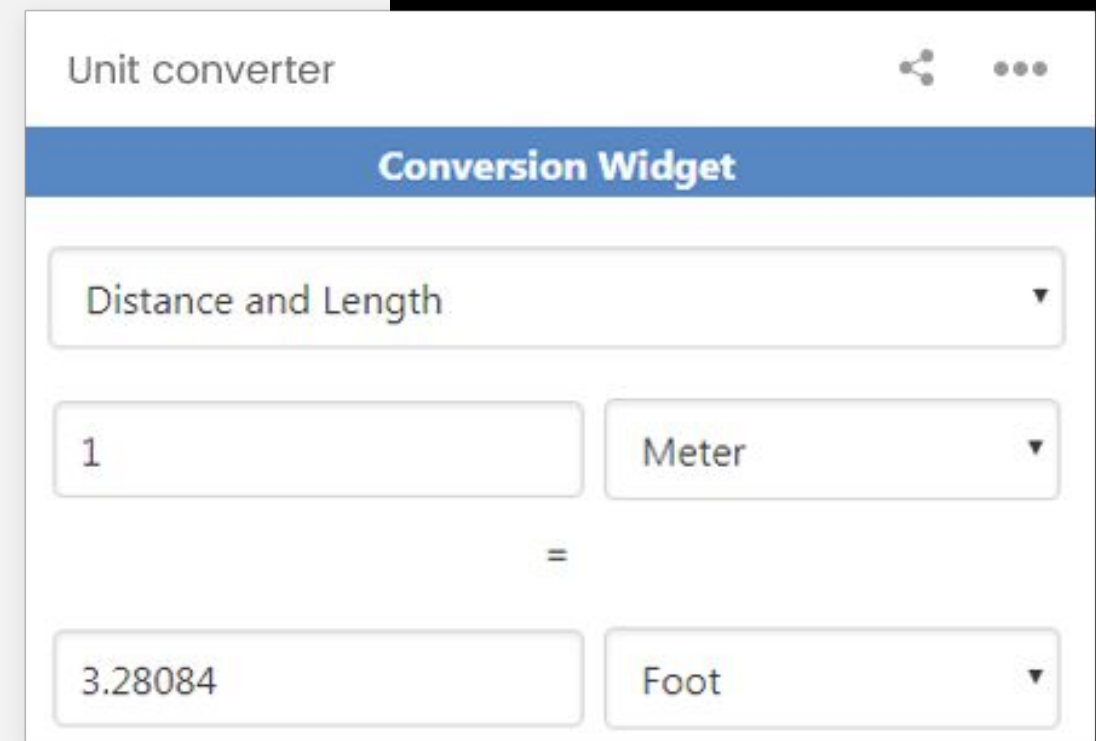 Unit converter
Conversion Widget
Distance and Length
1 Meter
=
3.28084 Foot